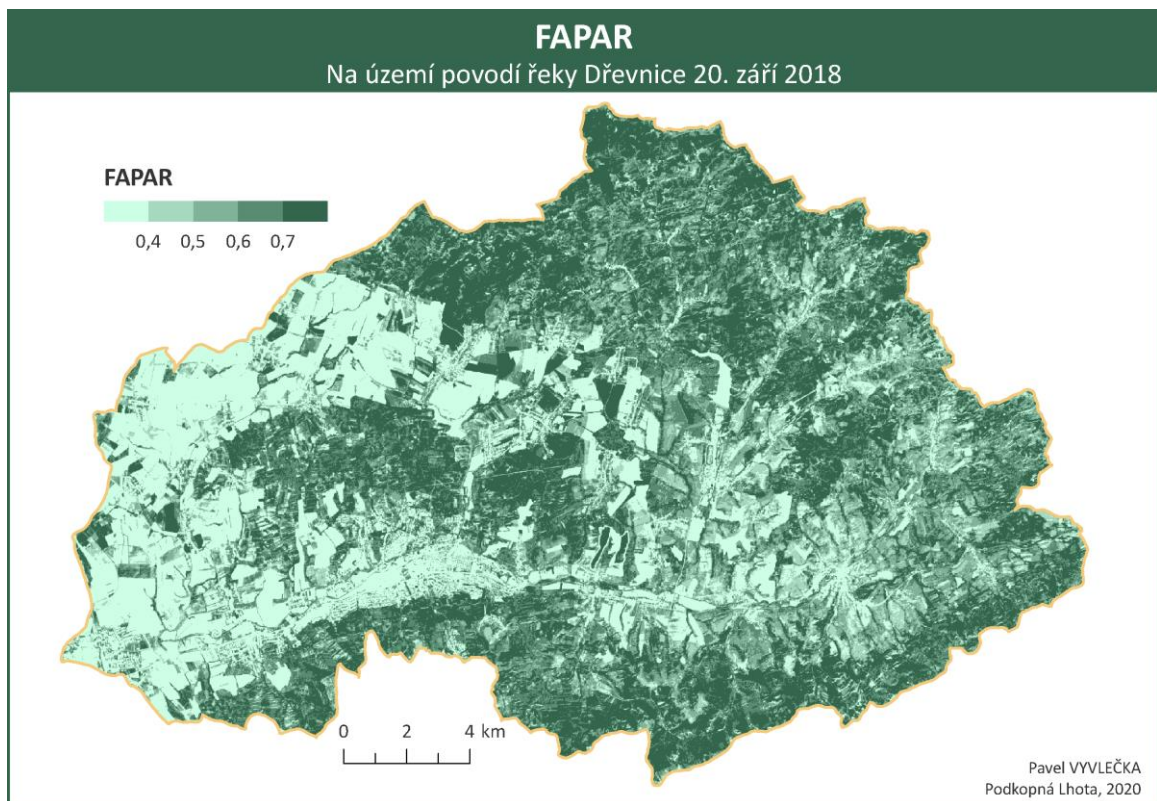 FAPAR
Na území povodí řeky Dřevnice 20. září 2018
FAPAR
0,4 0,5 0,6 0,7
0 2 4 km
Pavel VYVLEČKA
Podkopná Lhota, 2020